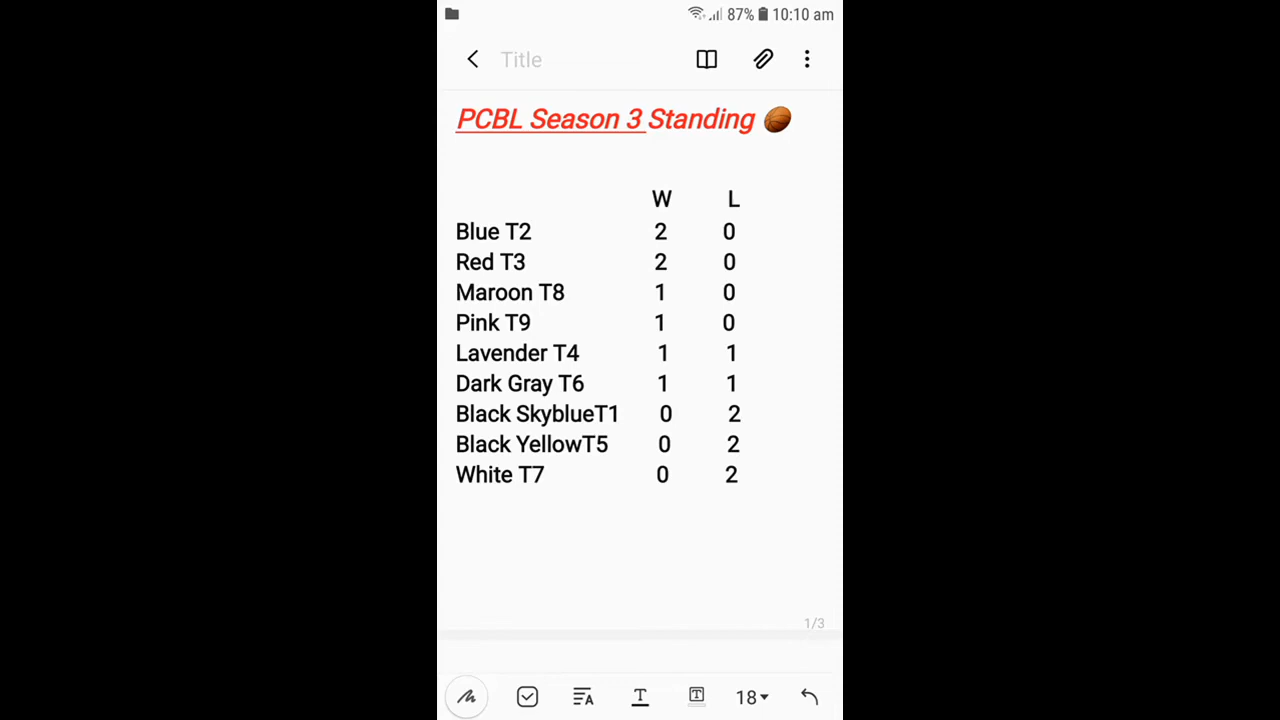 87% 10:10 am
Title
PCBL Season 3 Standing 🏀
W L
Blue T2 2 0
Red T3 2 0
Maroon T8 1 0
Pink T9 1 0
Lavender T4 1 1
Dark Gray T6 1 1
Black SkyblueT1 0 2
Black YellowT5 0 2
White T7 0 2
1/3
18